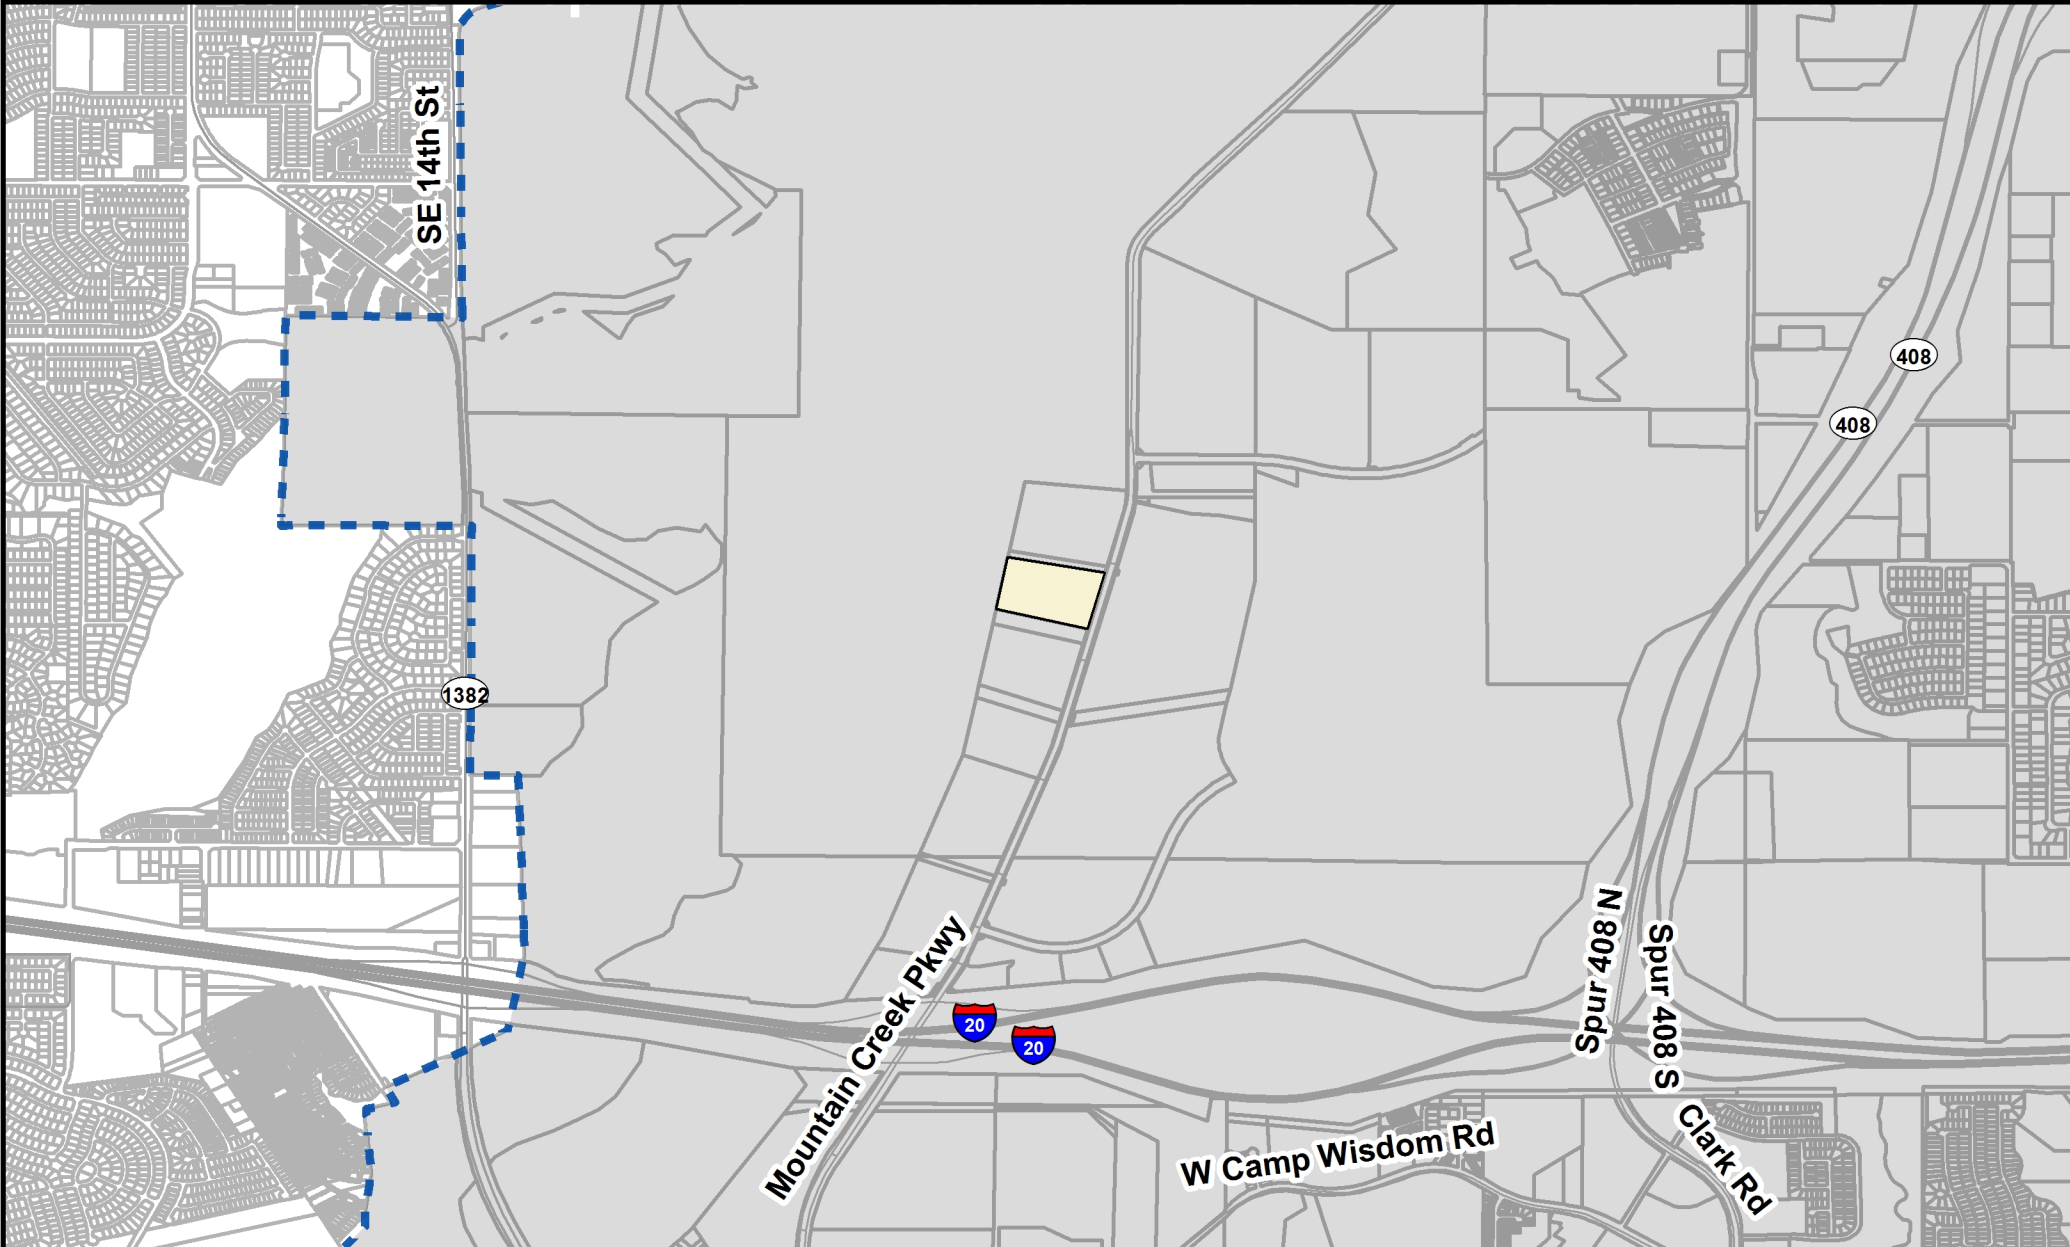 SE 14th St
408
408
1382
Mountain Creek Pkwy
20
20
Spur 408 N
Spur 408 S
W Camp Wisdom Rd
Clark Rd